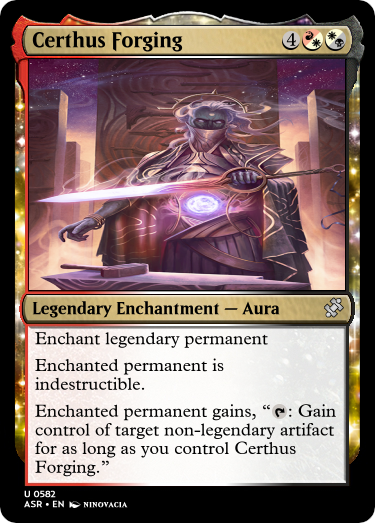 Certhus Forging 4
Legendary Enchantment — Aura
Enchant legendary permanent
Enchanted permanent is
indestructible.
Enchanted permanent gains, “: Gain
control of target non-legendary artifact
for as long as you control Certhus
Forging.”
U 0582
ASR • EN NINOVACIA